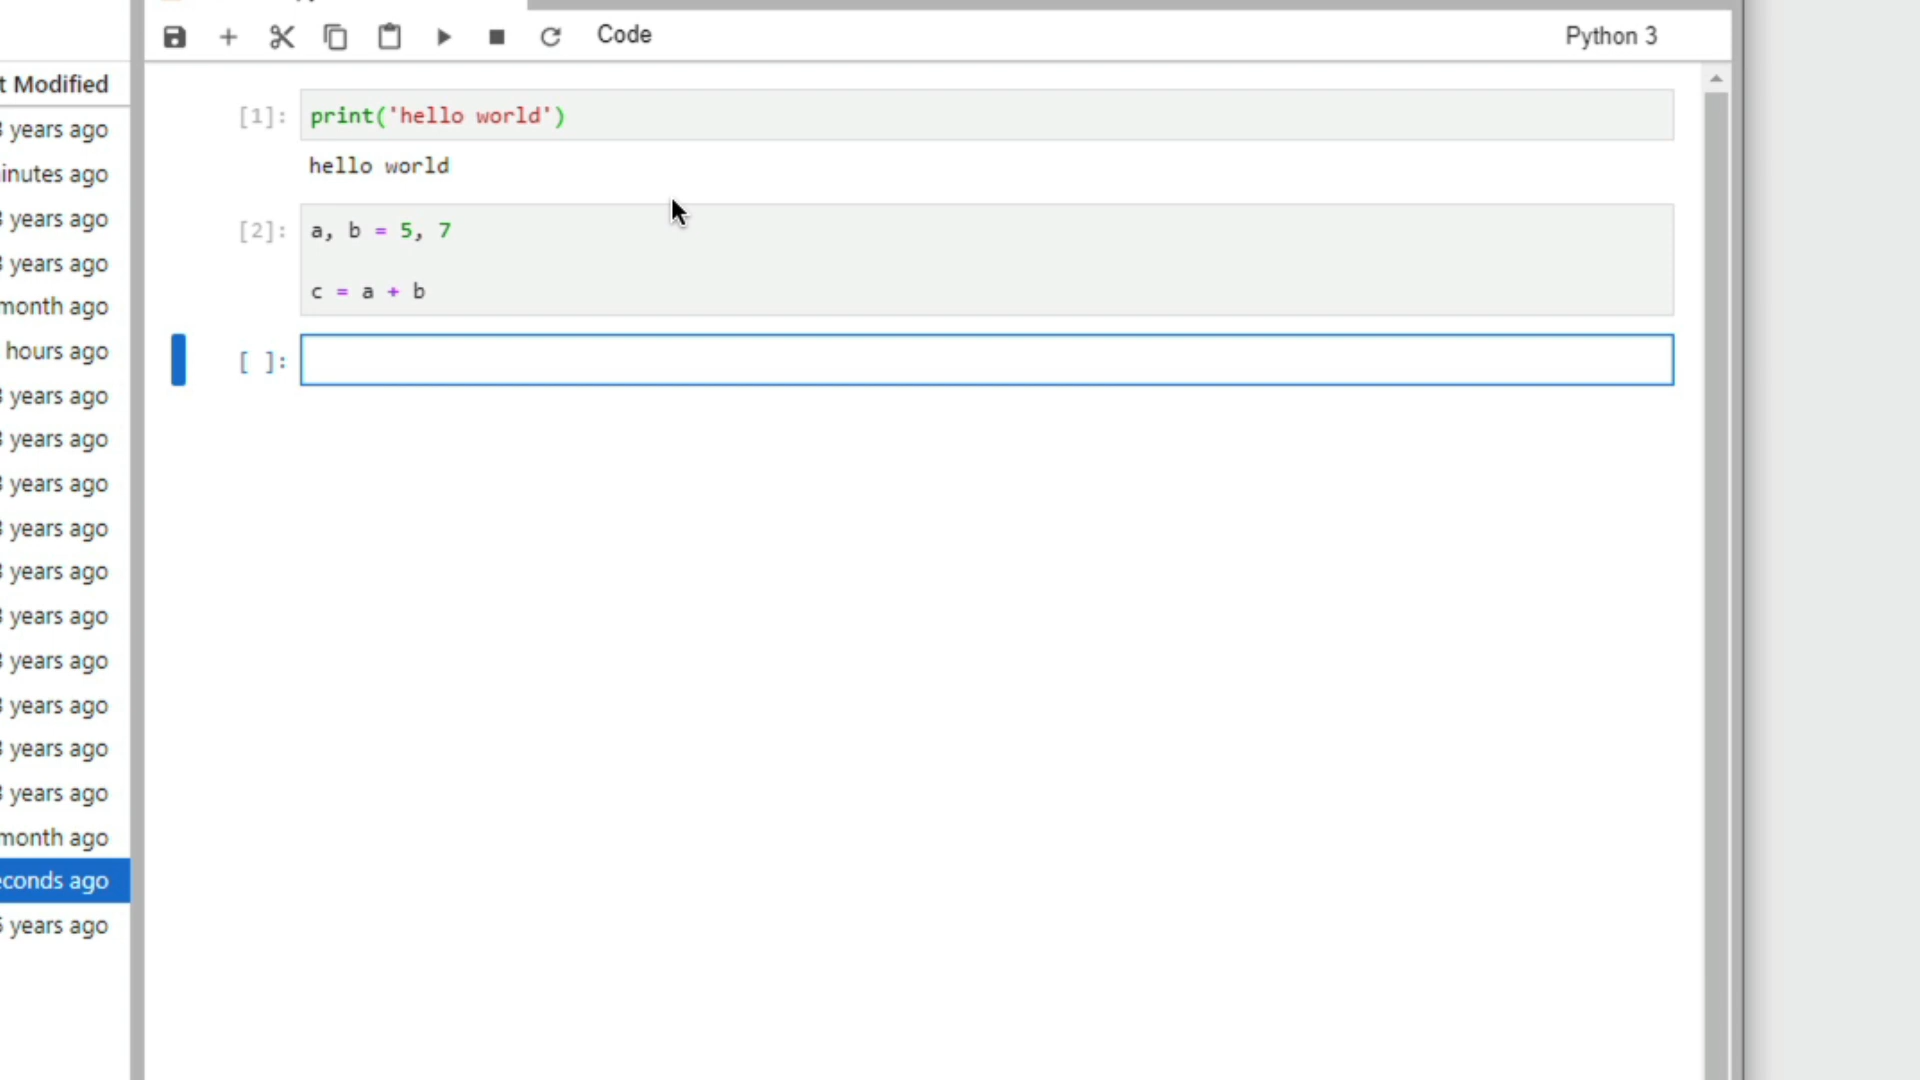 Code
Python 3
Modified
years ago
ago
years ago
years ago
month ago
hours ago
years ago
years ago
years ago
years ago
years ago
years ago
years ago
years ago
years ago
years ago
month ago
ago
years ago
[1]: print('hello world')
hello world
[2]: a, b = 5, 7
c = a + b
[ ]: